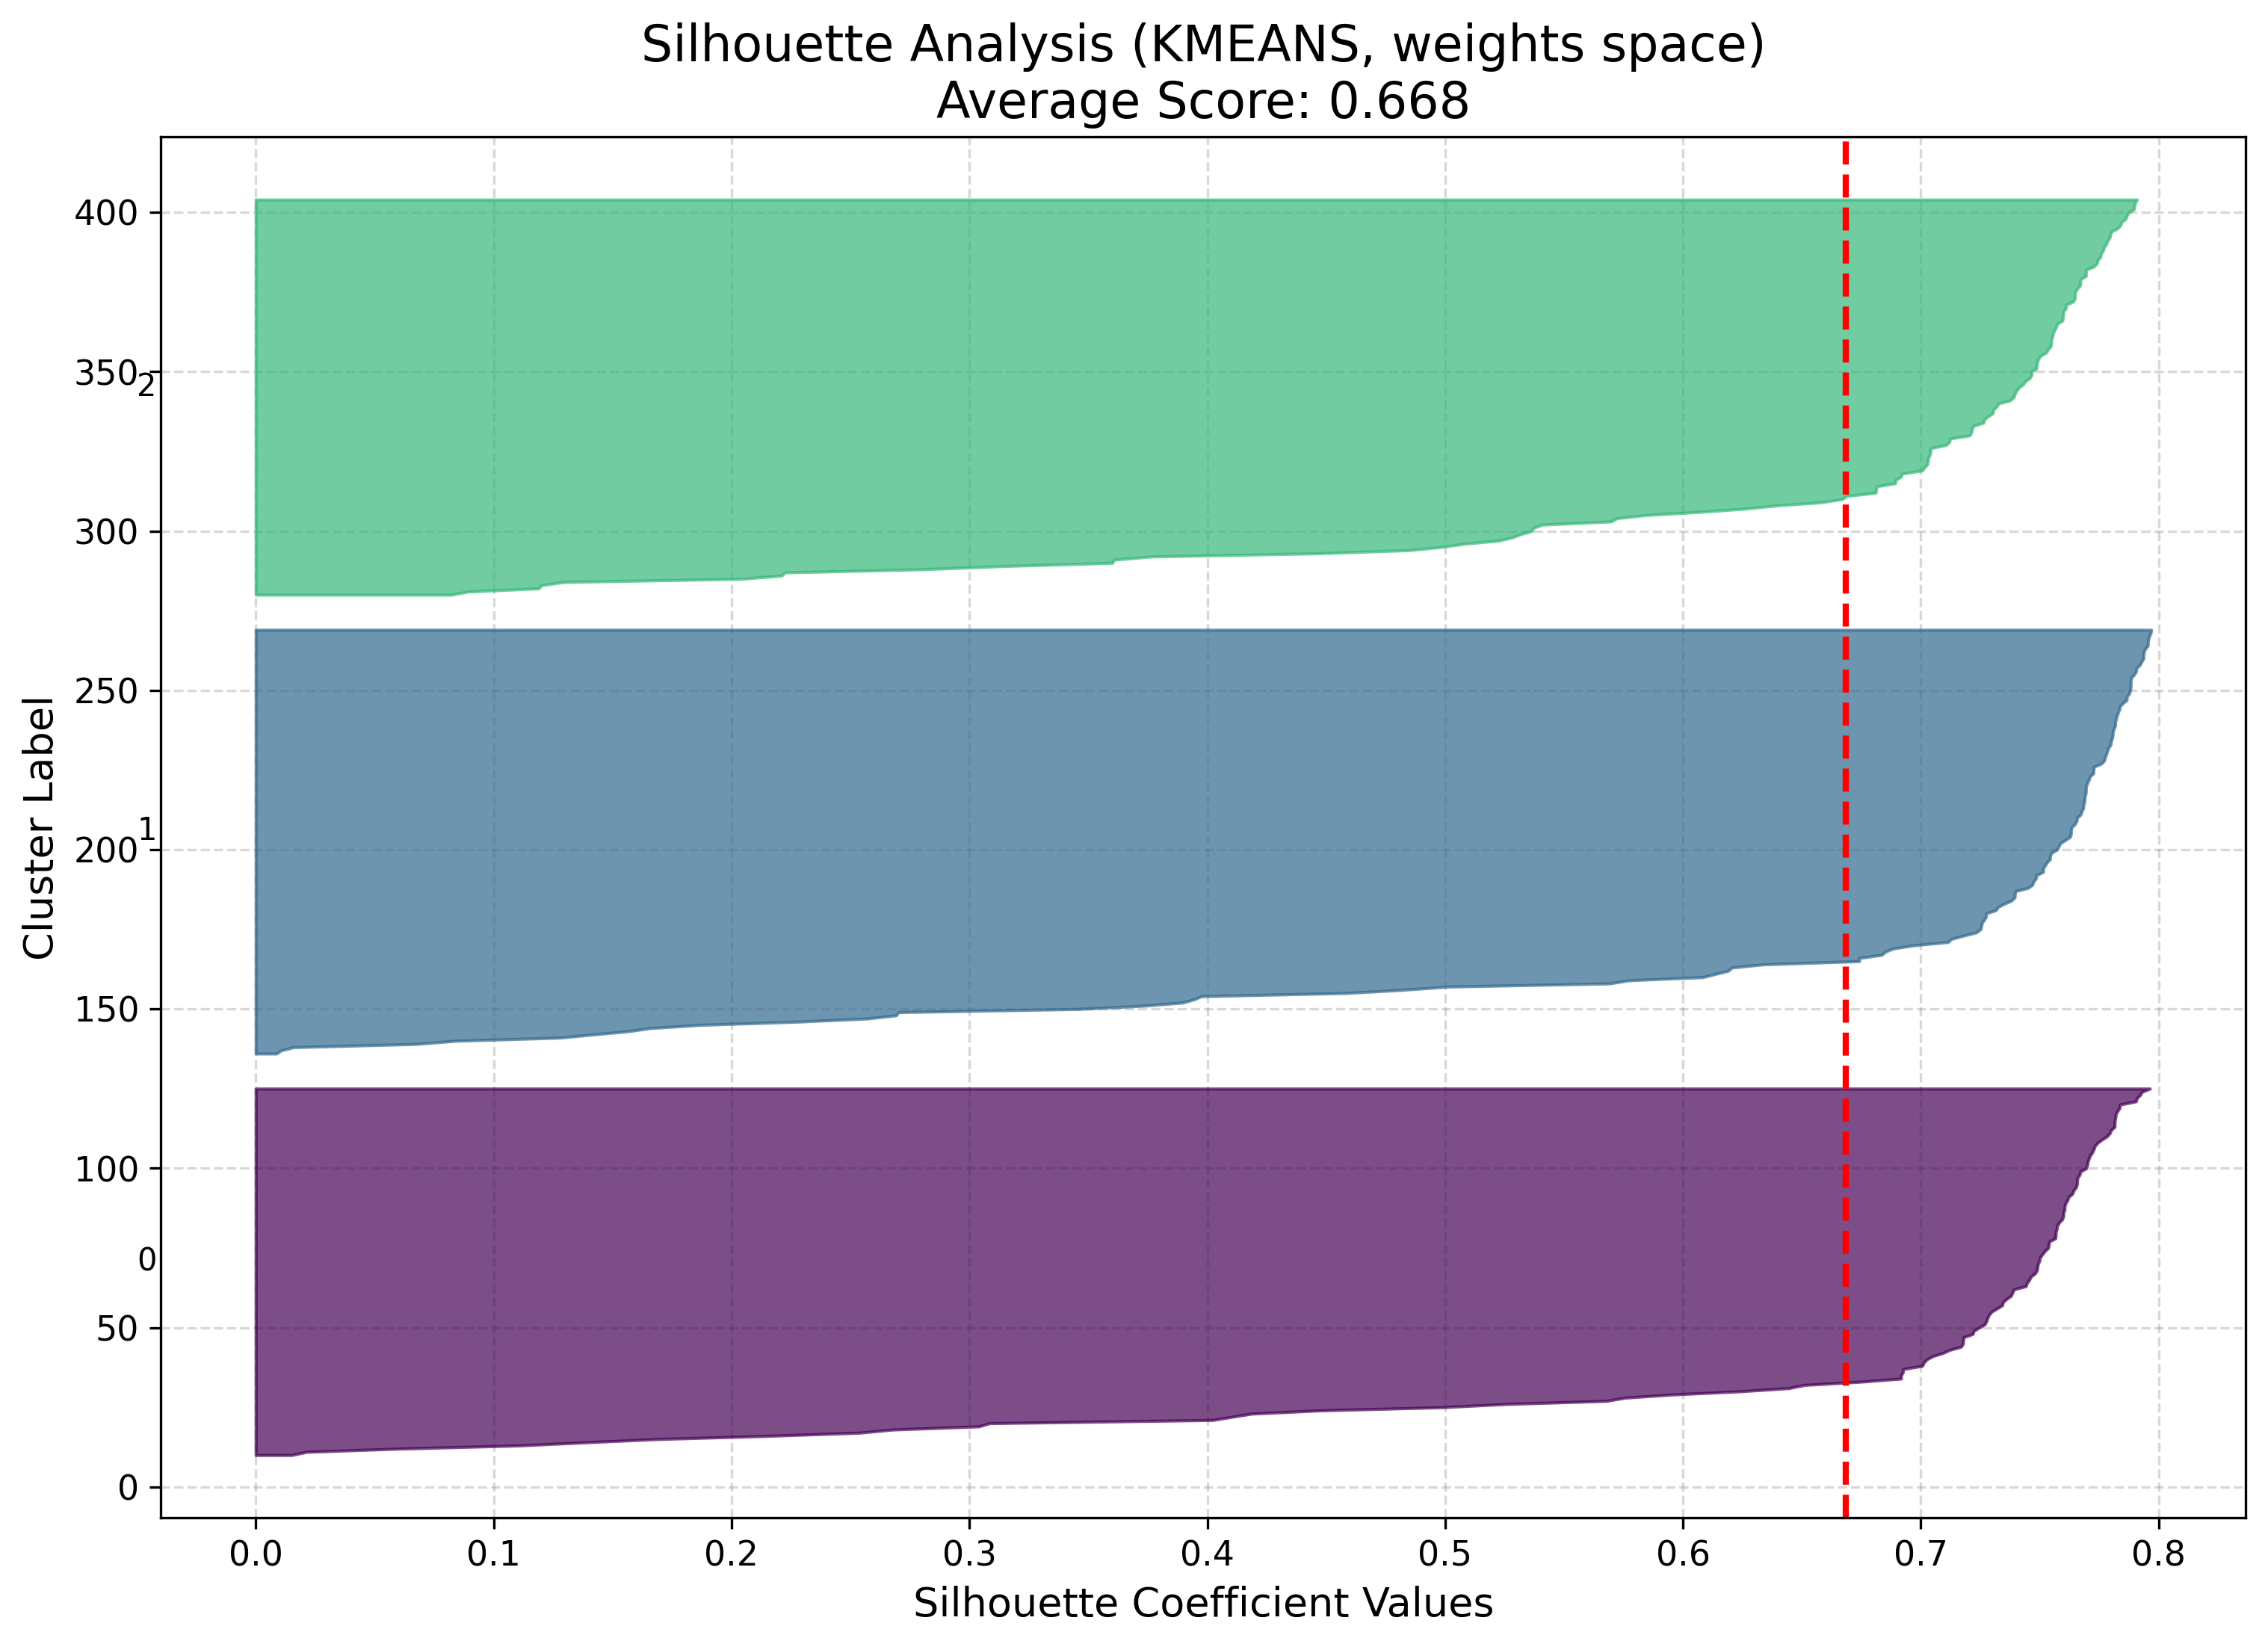 Silhouette Analysis (KMEANS, weights space)
Average Score: 0.668
Cluster Label
400
350
2
300
250
200
1
150
100
0
50
0
0.0 0.1 0.2 0.3 0.4 0.5 0.6 0.7 0.8
Silhouette Coefficient Values